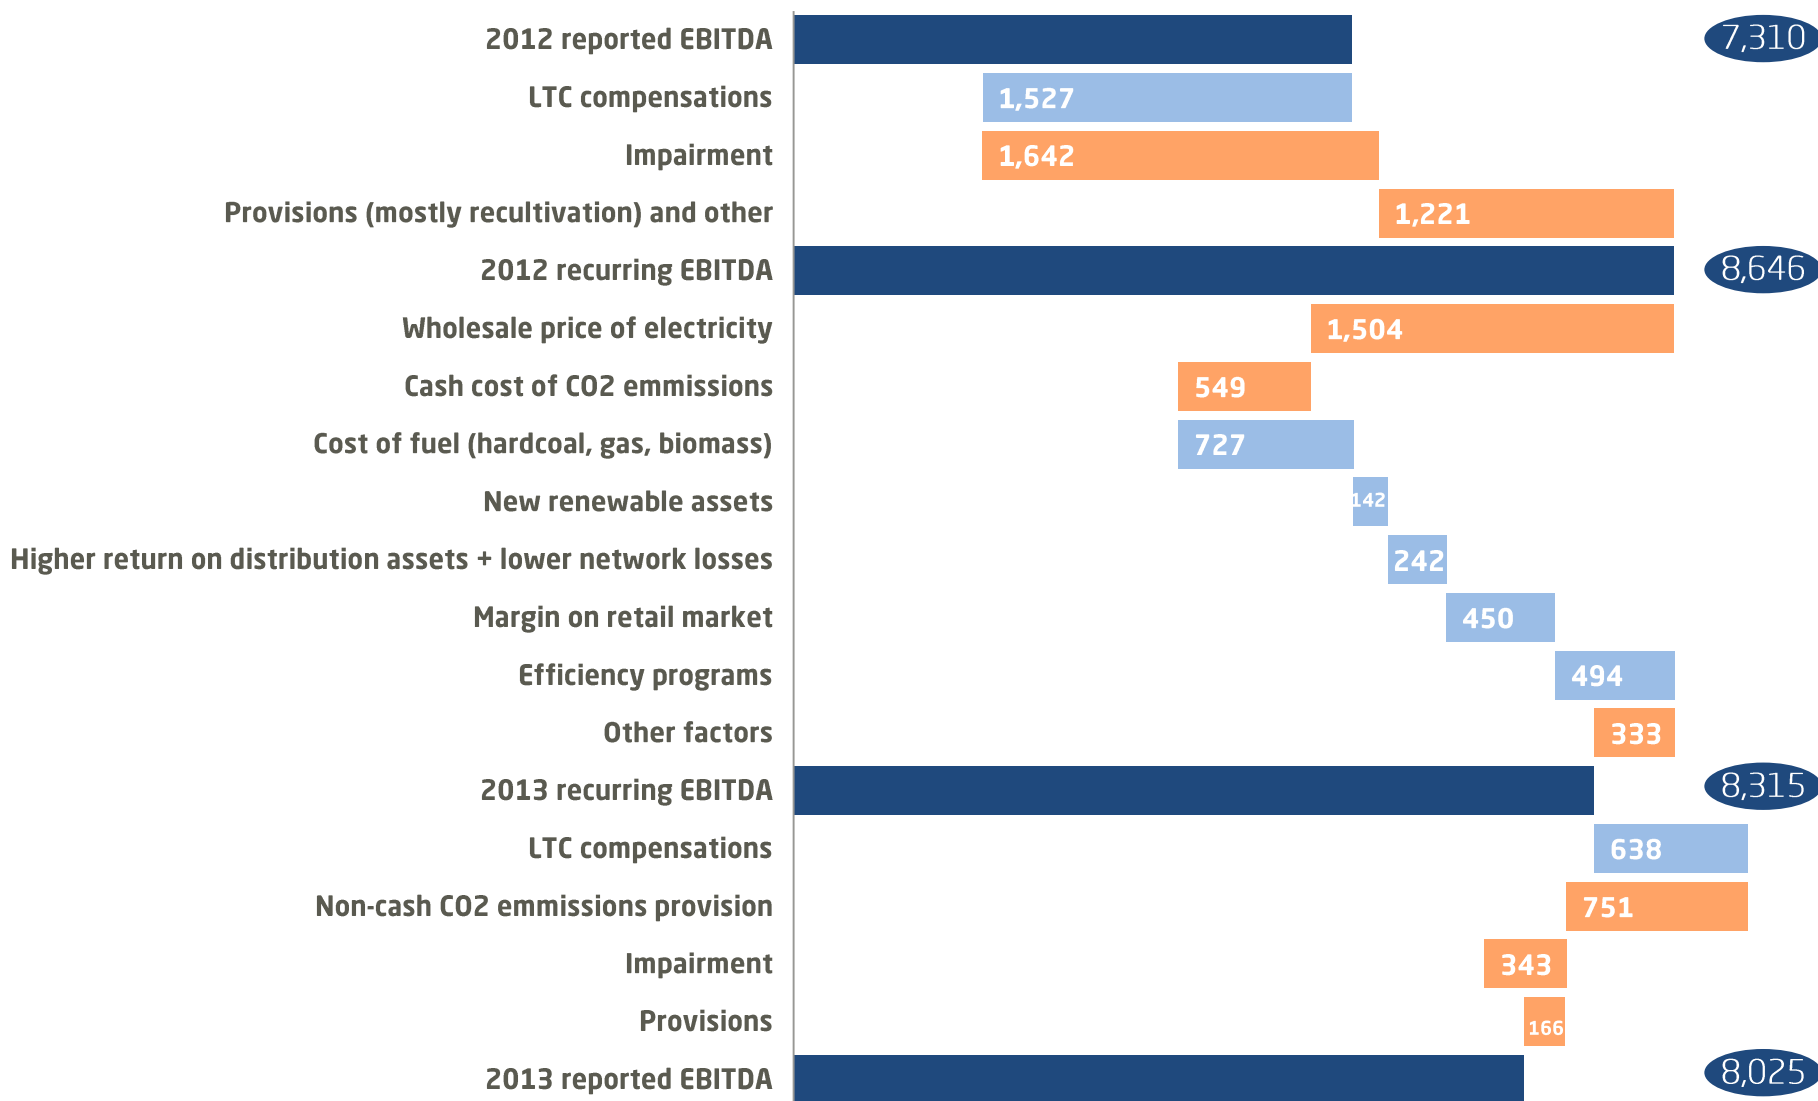 2012 reported EBITDA 7,310
LTC compensations 1,527
Impairment 1,642
Provisions (mostly recultivation) and other 1,221
2012 recurring EBITDA 8,646
Wholesale price of electricity 1,504
Cash cost of CO2 emmissions 549
Cost of fuel (hardcoal, gas, biomass) 727
New renewable assets 142
Higher return on distribution assets + lower network losses 242
Margin on retail market 450
Efficiency programs 494
Other factors 333
2013 recurring EBITDA 8,315
LTC compensations 638
Non-cash CO2 emmissions provision 751
Impairment 343
Provisions 166
2013 reported EBITDA 8,025